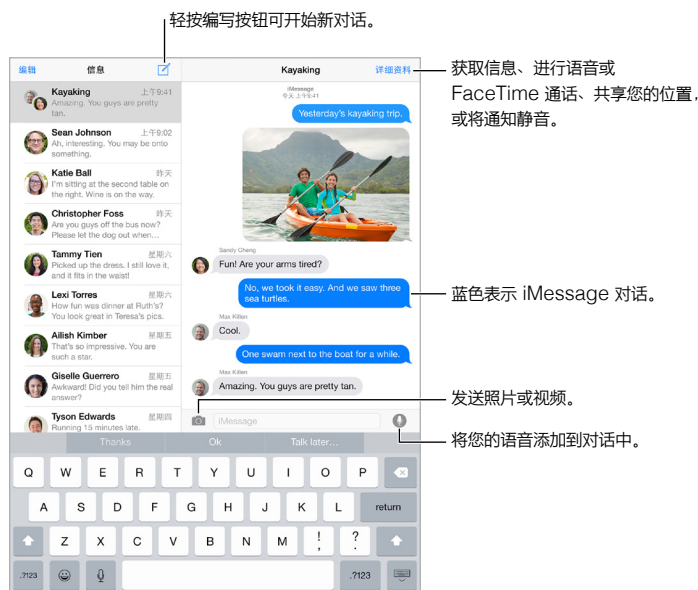 轻按编写按钮可开始新对话。
编辑
信息
Kayaking
详细资料
获取信息、进行语音或
FaceTime 通话、共享您的位置,
或将通知静音。
Kayaking 上午9:41
Amazing. You guys are pretty
tan.
Sean Johnson 上午9:02
Ah, interesting. You may be onto
something.
Katie Ball 昨天
I'm sitting at the second table on
the right. Wine is on the way.
Christopher Foss 昨天
Are you guys off the bus now?
Please let the dog out when...
Tammy Tien 星期六
Picked up the dress. I still love it,
and it fits in the waist!
Lexi Torres 星期六
How fun was dinner at Ruth's?
You look great in Teresa's pics.
Ailish Kimber 星期五
That's so impressive. You are
such a star.
Giselle Guerrero 星期五
Awkward! Did you tell him the real
answer?
Tyson Edwards 星期四
Running 15 minutes late.
iMessage
今天 上午9:41
Yesterday's kayaking trip.
Sandy Cheng
Fun! Are your arms tired?
No, we took it easy. And we saw three
sea turtles.
蓝色表示 iMessage 对话。
Max Killen
Cool.
One swam next to the boat for a while.
Max Killen
Amazing. You guys are pretty tan.
发送照片或视频。
iMessage
将您的语音添加到对话中。
Thanks Ok Talk later...
Q W E R T Y U I O P
A S D F G H J K L return
Z X C V B N M ! , ? .
.?123 .?123